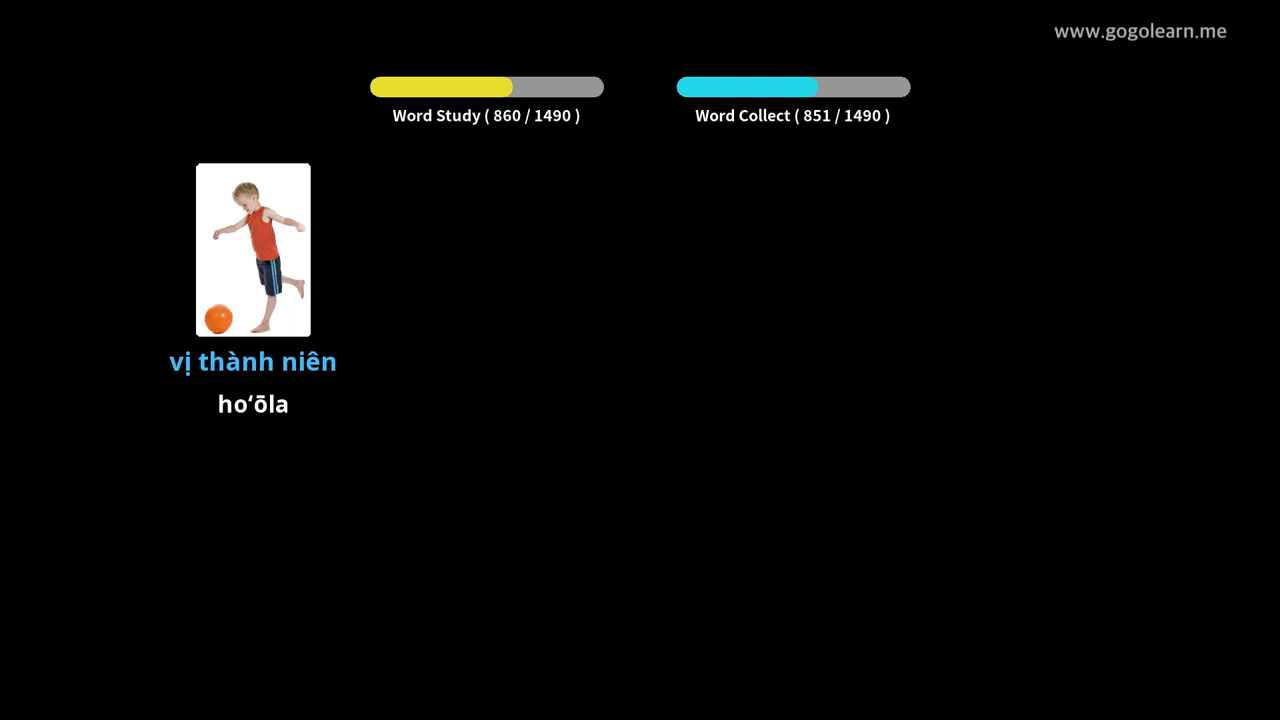 www.gogolearn.me
Word Study ( 860 / 1490 )
Word Collect ( 851 / 1490 )
vị thành niên
hoʻōla